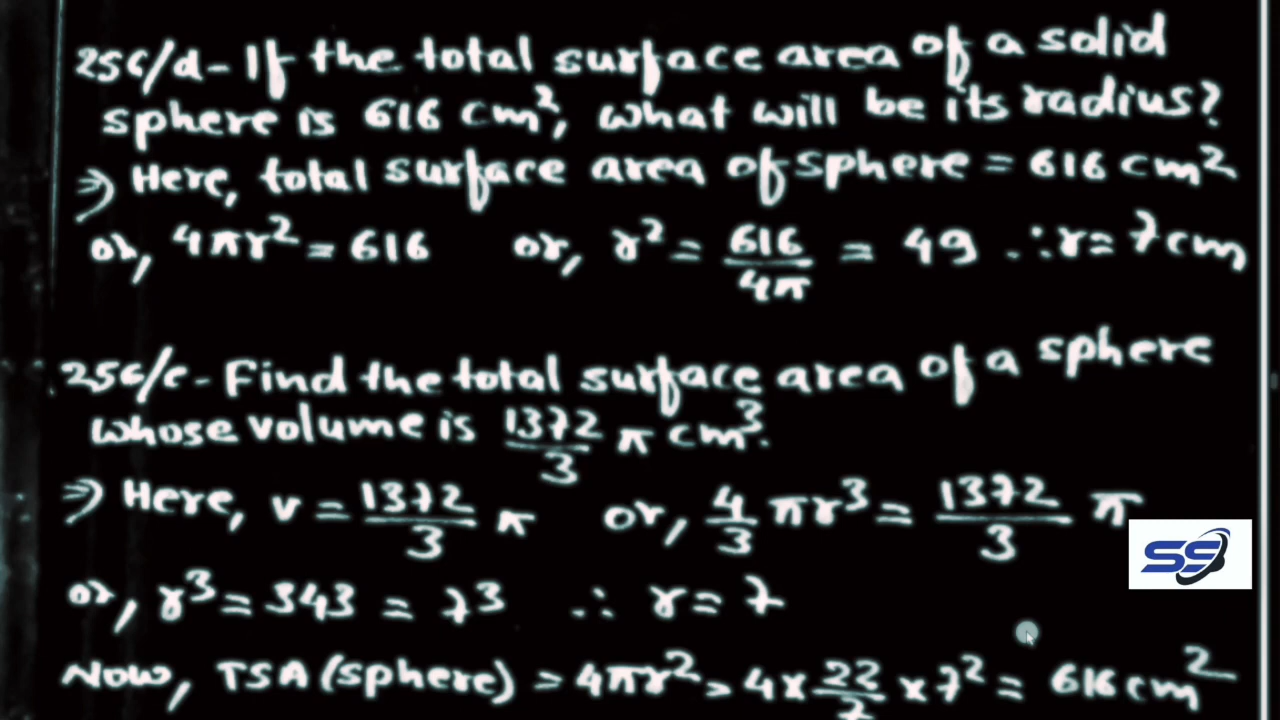 256/d- If the total surface area of a solid
sphere is 616 cm², what will be its radius?
⇒ Here, total surface area of sphere = 616 cm²
or, 4πr² = 616 or, r² = 616/4π = 49 ∴ r = 7cm
256/c- Find the total surface area of a sphere
whose volume is 1372/3 π cm³.
⇒ Here, v = 1372/3 π or, 4/3 πr³ = 1372/3 π
SS
or, r³ = 343 = 7³ ∴ r = 7
Now, TSA (sphere) = 4πr² = 4 × 22/7 × 7² = 616 cm²